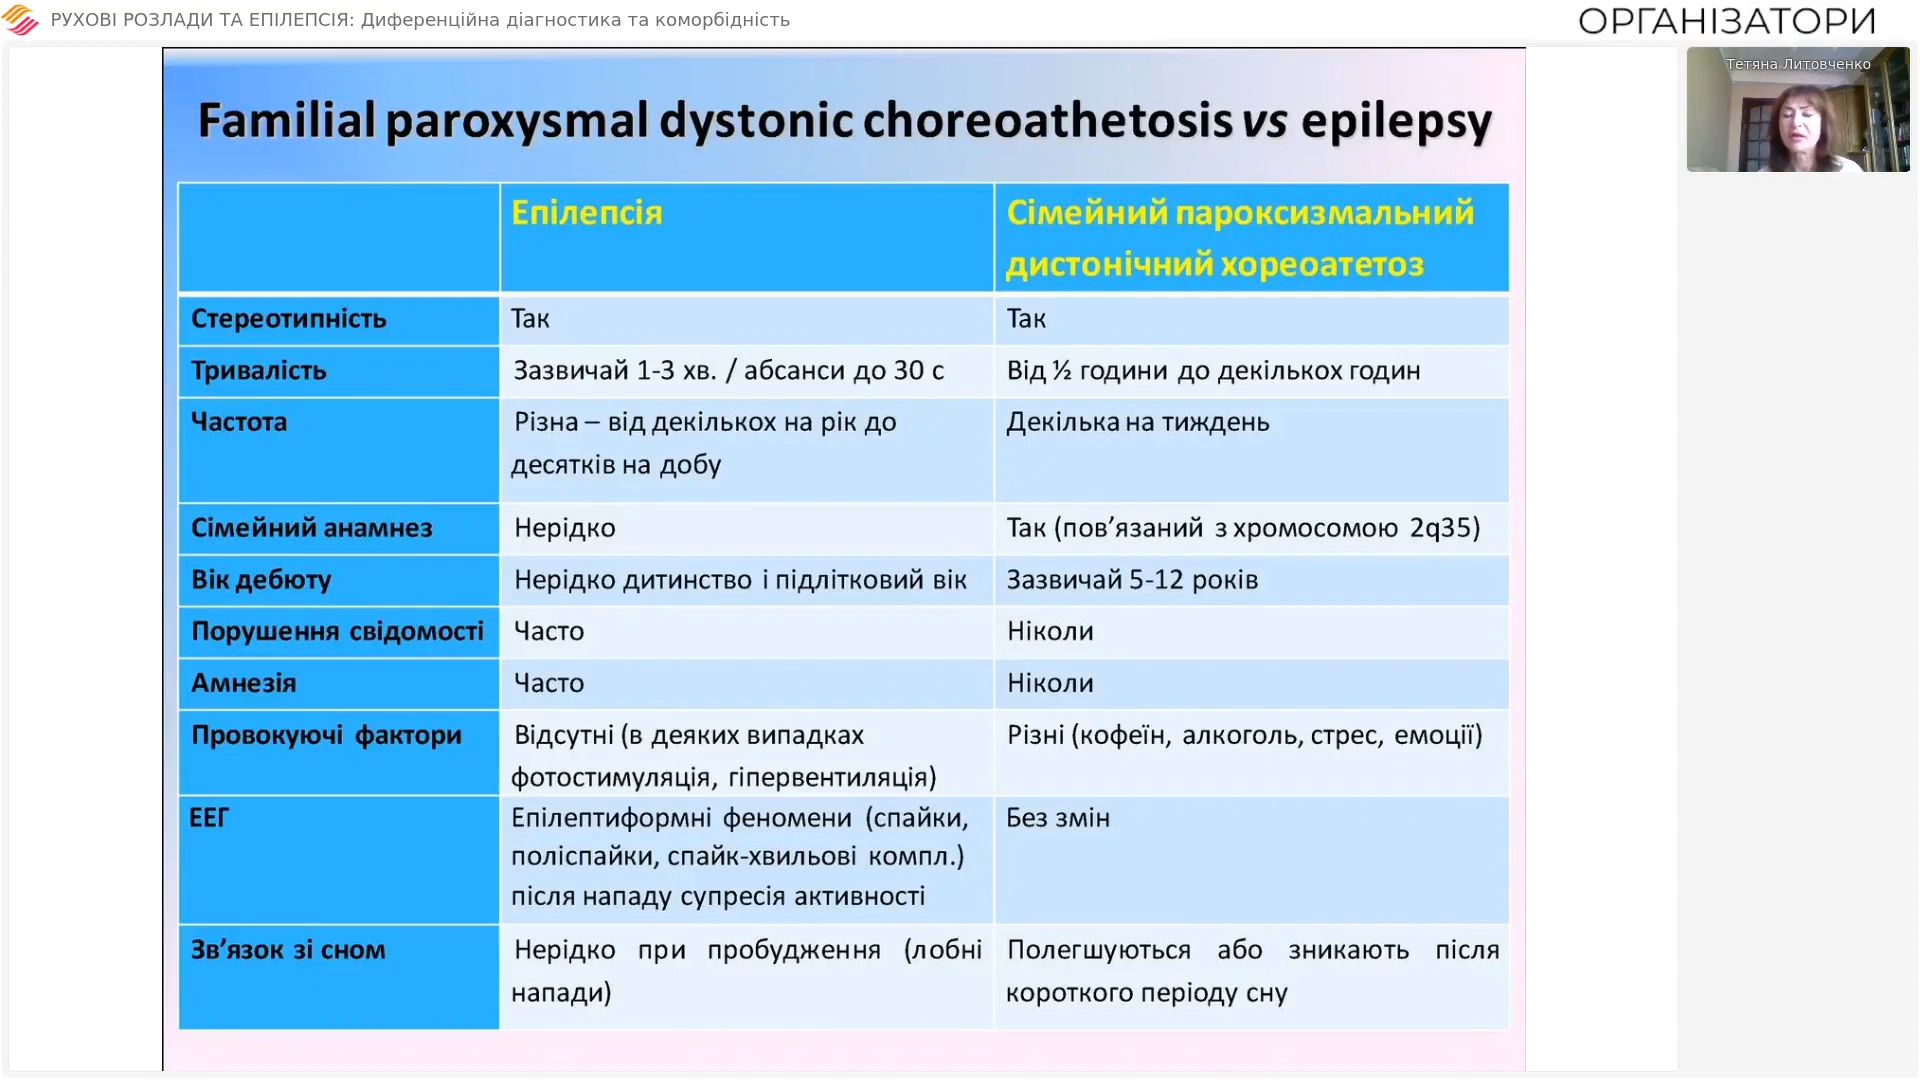 РУХОВІ РОЗЛАДИ ТА ЕПІЛЕПСІЯ: Диференційна діагностика та коморбідність
ОРГАНІЗАТОРИ
Тетяна Литовченко
Familial paroxysmal dystonic choreoathetosis vs epilepsy
Епілепсія
Сімейний пароксизмальний
дистонічний хореоатетоз
Стереотипність
Так
Так
Тривалість
Зазвичай 1-3 хв. / абсанси до 30 с
Від ½ години до декількох годин
Частота
Різна – від декількох на рік до
десятків на добу
Декілька на тиждень
Сімейний анамнез
Нерідко
Так (пов’язаний з хромосомою 2q35)
Вік дебюту
Нерідко дитинство і підлітковий вік
Зазвичай 5-12 років
Порушення свідомості
Часто
Ніколи
Амнезія
Часто
Ніколи
Провокуючі фактори
Відсутні (в деяких випадках
фотостимуляція, гіпервентиляція)
Різні (кофеїн, алкоголь, стрес, емоції)
ЕЕГ
Епілептиформні феномени (спайки,
поліспайки, спайк-хвильові компл.)
після нападу супресія активності
Без змін
Зв’язок зі сном
Нерідко при пробудження (лобні
напади)
Полегшуються або зникають після
короткого періоду сну